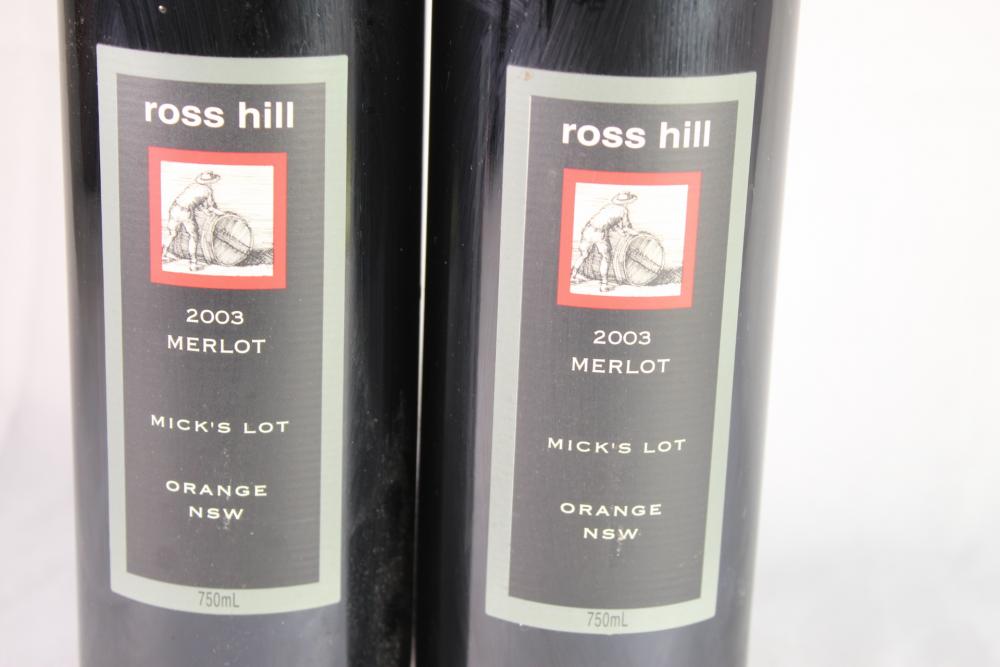 ross hill
2003
MERLOT
MICK'S LOT
ORANGE
NSW
750mL
ross hill
2003
MERLOT
MICK'S LOT
ORANGE
NSW
750mL